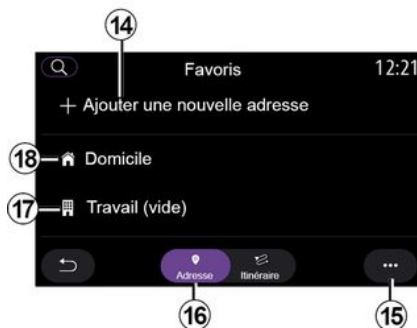 14
Favoris 12:21
+ Ajouter une nouvelle adresse
18 Domicile
17 Travail (vide)
Adresse Itinéraire
16 15